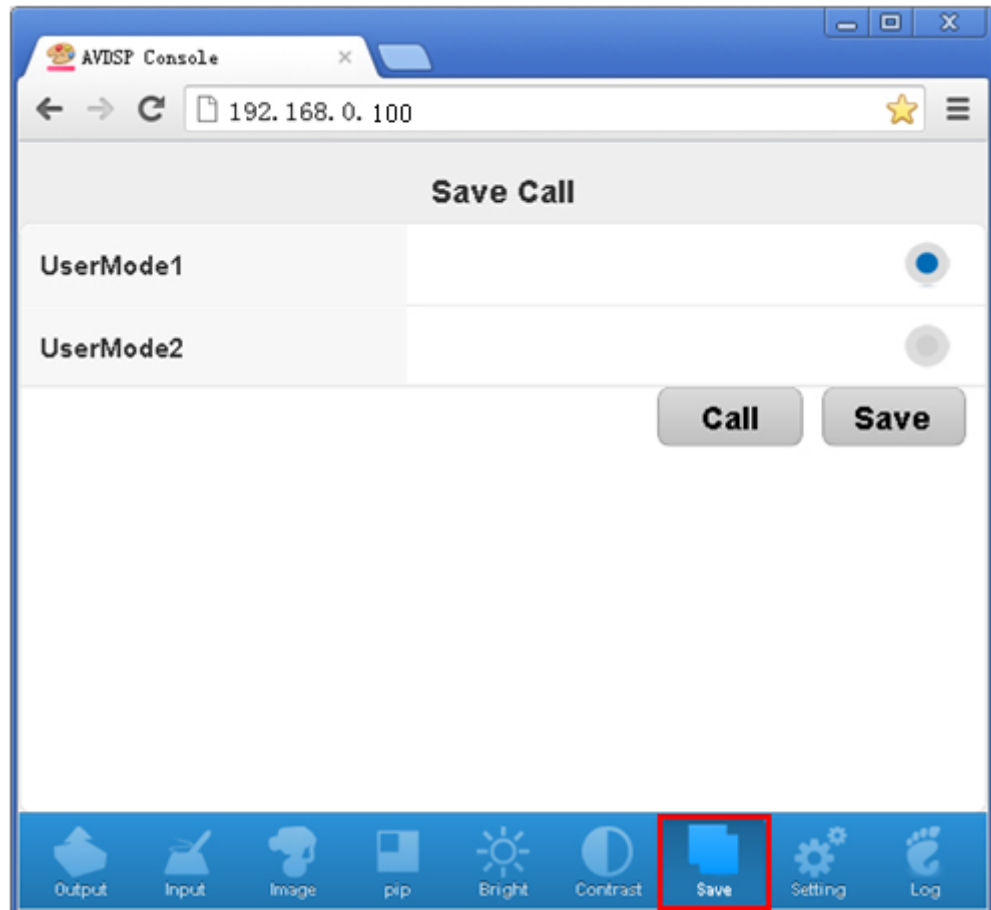 AVDSP Console
192.168.0.100
Save Call
UserMode1
UserMode2
Call Save
Output Input Image pip Bright Contrast Save Setting Log